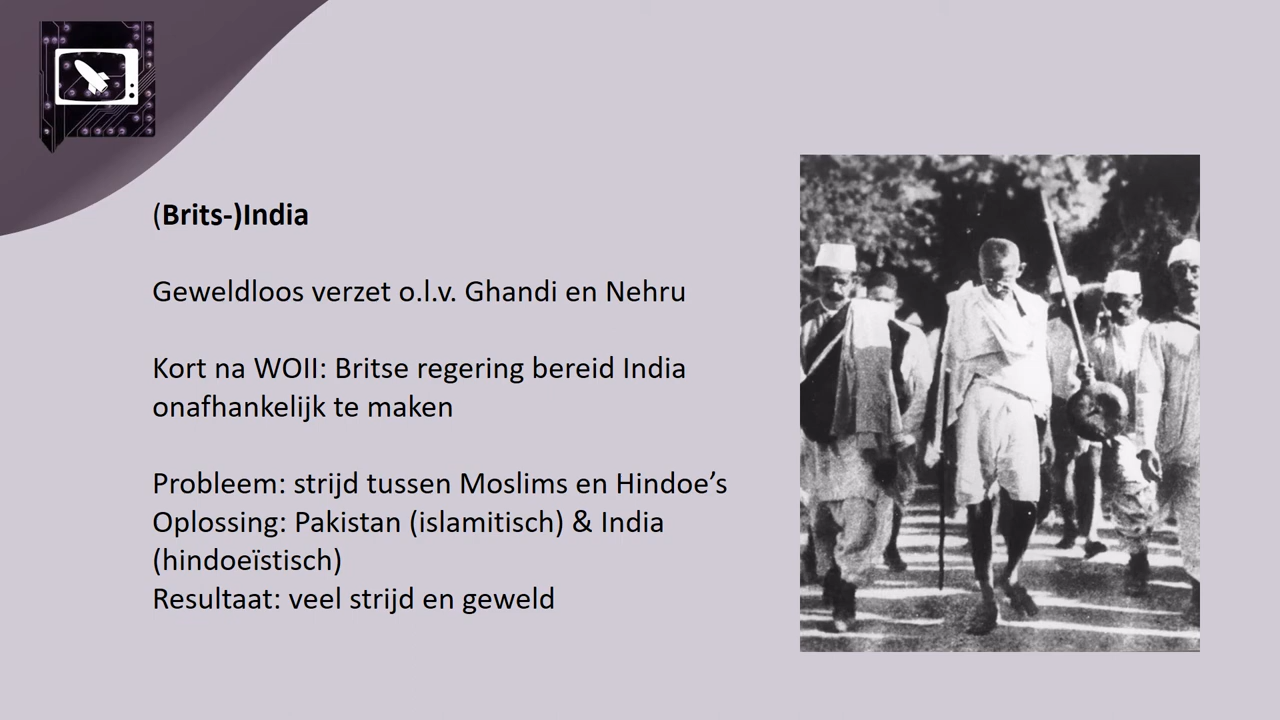 (Brits-)India
Geweldloos verzet o.l.v. Ghandi en Nehru
Kort na WOII: Britse regering bereid India
onafhankelijk te maken
Probleem: strijd tussen Moslims en Hindoe’s
Oplossing: Pakistan (islamitisch) & India
(hindoeïstisch)
Resultaat: veel strijd en geweld